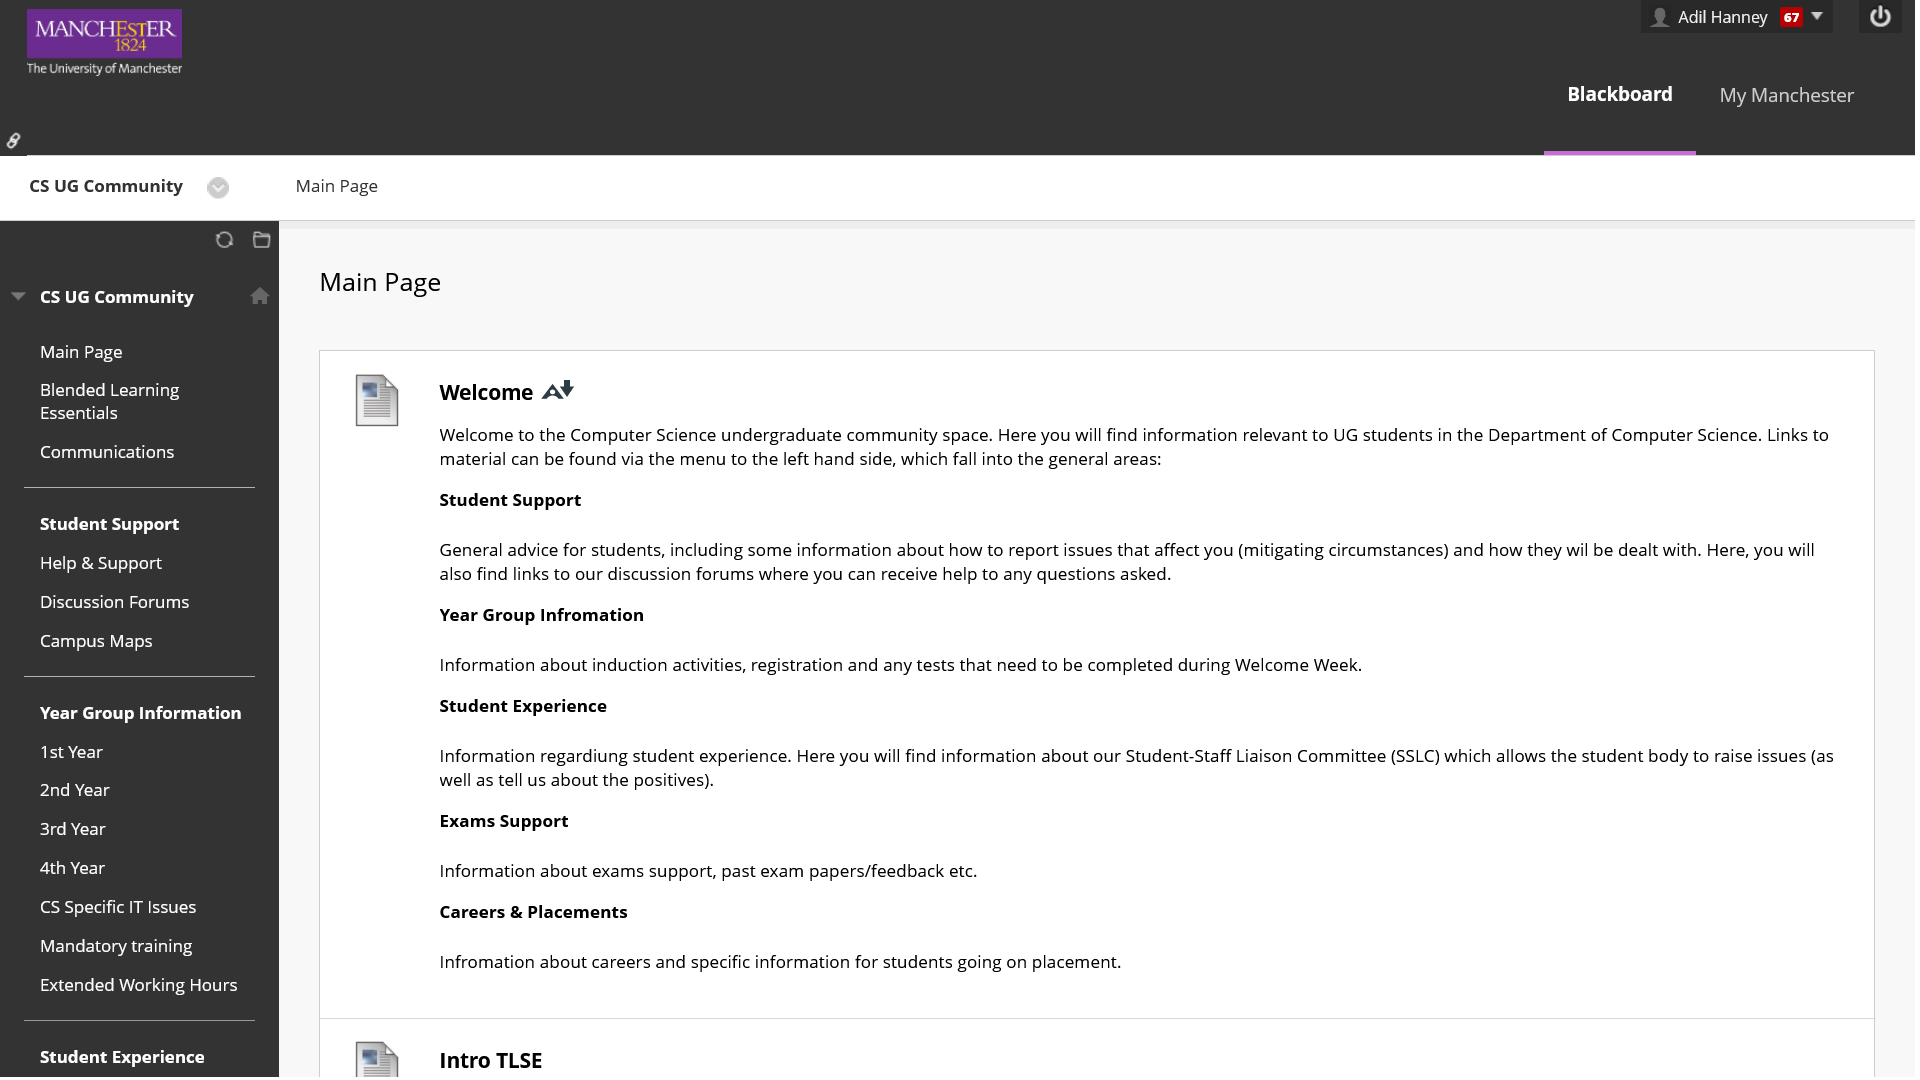 MANCHESTER
1824
The University of Manchester
Adil Hanney 67
Blackboard
My Manchester
CS UG Community
Main Page
CS UG Community
Main Page
Blended Learning
Essentials
Communications
Student Support
Help & Support
Discussion Forums
Campus Maps
Year Group Information
1st Year
2nd Year
3rd Year
4th Year
CS Specific IT Issues
Mandatory training
Extended Working Hours
Student Experience
Main Page
Welcome
Welcome to the Computer Science undergraduate community space. Here you will find information relevant to UG students in the Department of Computer Science. Links to
material can be found via the menu to the left hand side, which fall into the general areas:
Student Support
General advice for students, including some information about how to report issues that affect you (mitigating circumstances) and how they wil be dealt with. Here, you will
also find links to our discussion forums where you can receive help to any questions asked.
Year Group Infromation
Information about induction activities, registration and any tests that need to be completed during Welcome Week.
Student Experience
Information regardiung student experience. Here you will find information about our Student-Staff Liaison Committee (SSLC) which allows the student body to raise issues (as
well as tell us about the positives).
Exams Support
Information about exams support, past exam papers/feedback etc.
Careers & Placements
Infromation about careers and specific information for students going on placement.
Intro TLSE